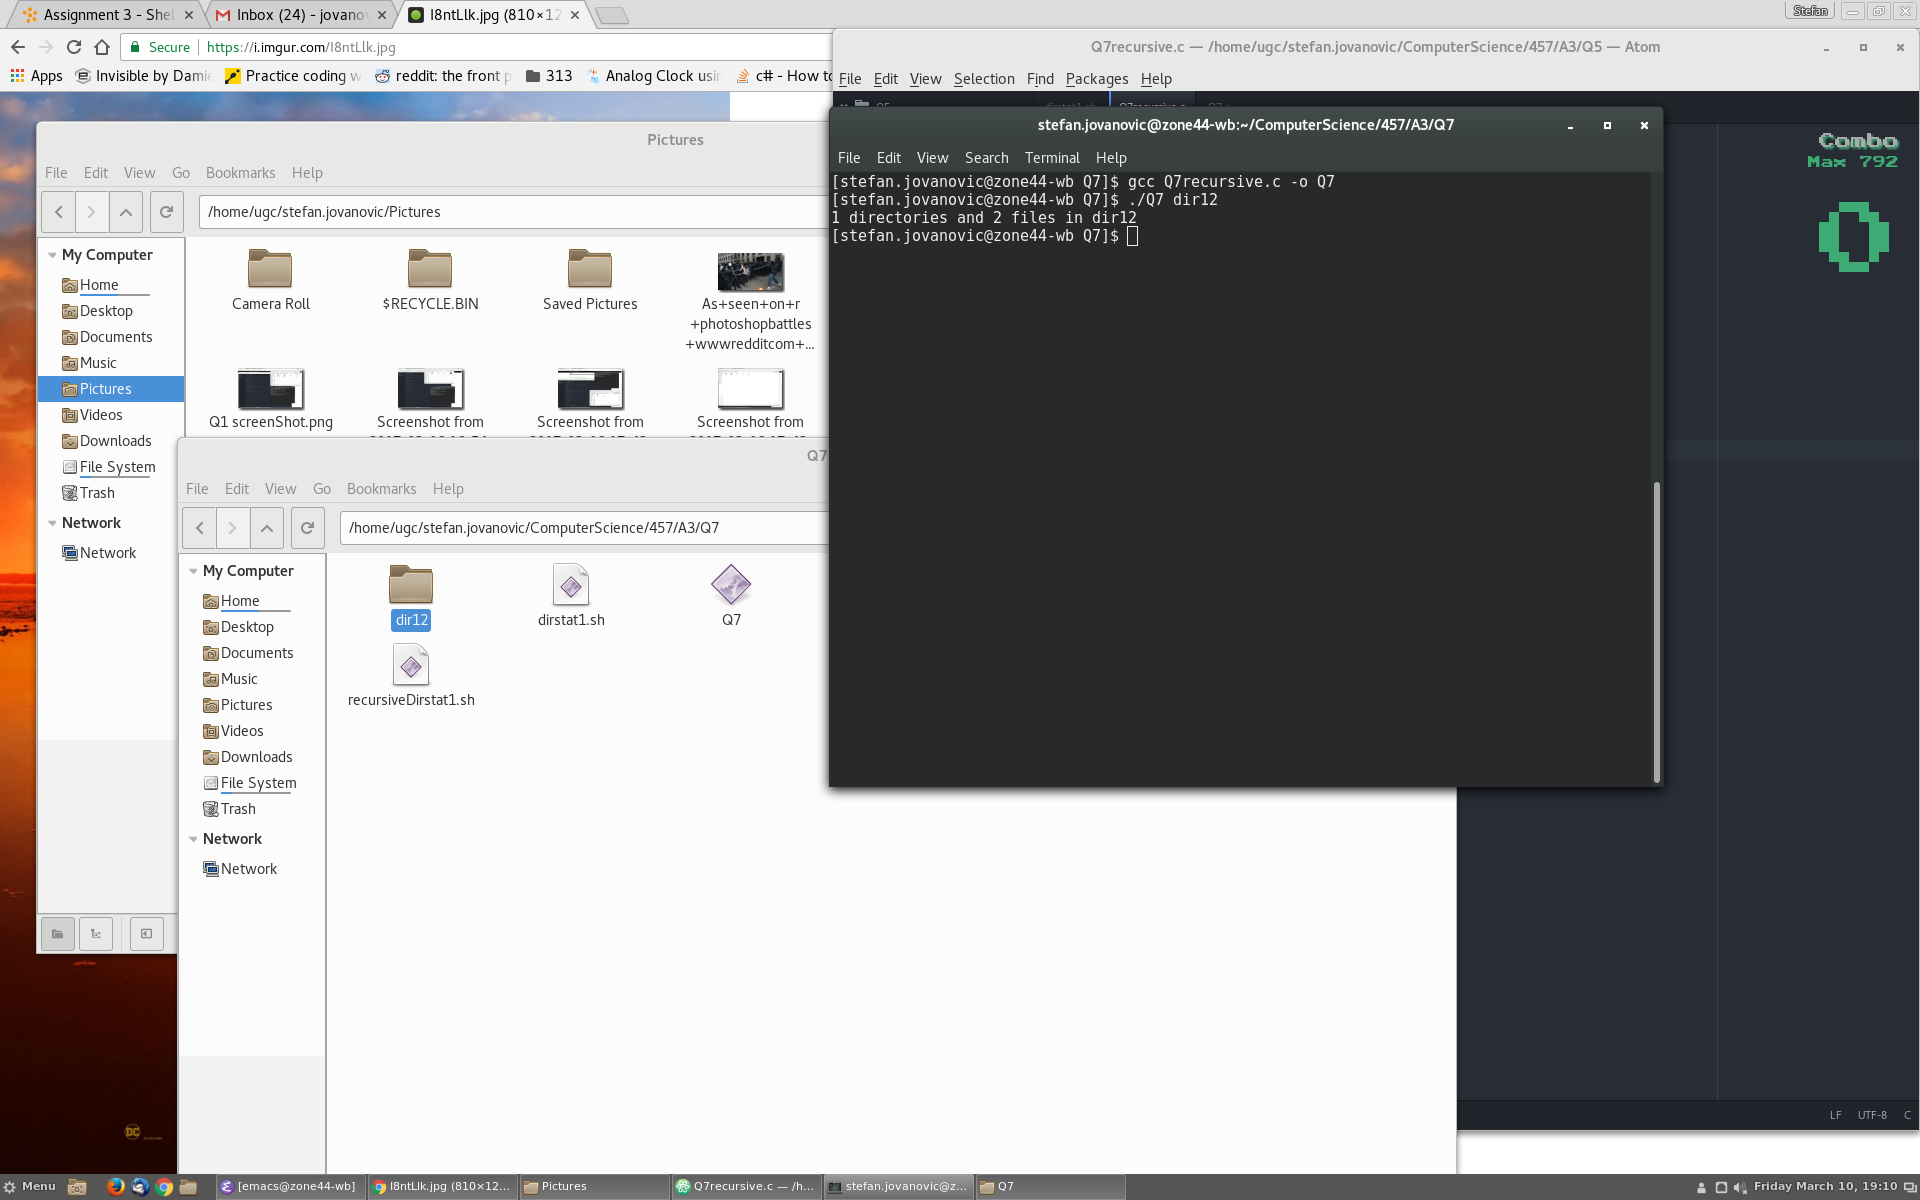 Assignment 3 - She
Inbox (24) - jovanov
I8ntLlk.jpg (810×12
Stefan
Secure
https://i.imgur.com/I8ntLlk.jpg
Apps
Invisible by Damie
Practice coding w
reddit: the front p
313
Analog Clock usin
c# - How to
Q7recursive.c — /home/ugc/stefan.jovanovic/ComputerScience/457/A3/Q5 — Atom
File Edit View Selection Find Packages Help
Combo
Max 792
0
LF UTF-8 C
stefan.jovanovic@zone44-wb:~/ComputerScience/457/A3/Q7
File Edit View Search Terminal Help
[stefan.jovanovic@zone44-wb Q7]$ gcc Q7recursive.c -o Q7
[stefan.jovanovic@zone44-wb Q7]$ ./Q7 dir12
1 directories and 2 files in dir12
[stefan.jovanovic@zone44-wb Q7]$
Pictures
File Edit View Go Bookmarks Help
/home/ugc/stefan.jovanovic/Pictures
My Computer
Home
Desktop
Documents
Music
Pictures
Videos
Downloads
File System
Trash
Network
Network
Camera Roll
$RECYCLE.BIN
Saved Pictures
As+seen+on+r
+photoshopbattles
+wwwredditcom+...
Q1 screenShot.png
Screenshot from
Screenshot from
Screenshot from
Q7
File Edit View Go Bookmarks Help
/home/ugc/stefan.jovanovic/ComputerScience/457/A3/Q7
My Computer
Home
Desktop
Documents
Music
Pictures
Videos
Downloads
File System
Trash
Network
Network
dir12
dirstat1.sh
Q7
recursiveDirstat1.sh
DC
Menu
[emacs@zone44-wb]
I8ntLlk.jpg (810×12...
Pictures
Q7recursive.c — /h...
stefan.jovanovic@z...
Q7
Friday March 10, 19:10